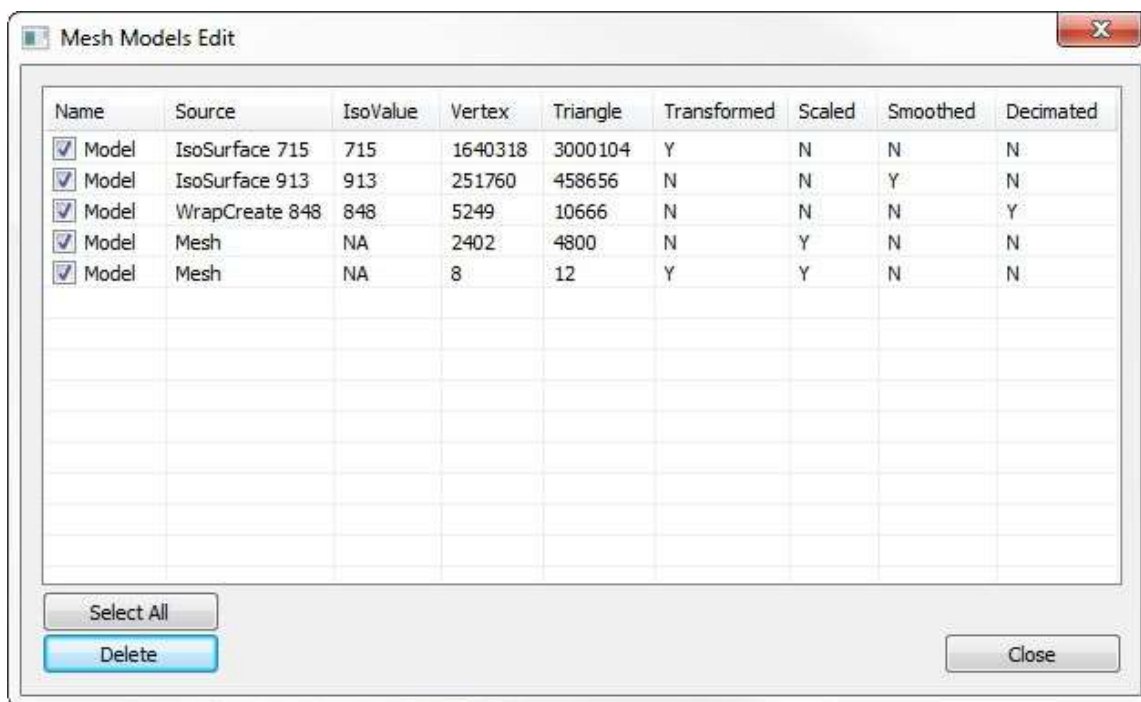 Mesh Models Edit
Name Source IsoValue Vertex Triangle Transformed Scaled Smoothed Decimated
Model IsoSurface 715 715 1640318 3000104 Y N N N
Model IsoSurface 913 913 251760 458656 N N Y N
Model WrapCreate 848 848 5249 10666 N N N Y
Model Mesh NA 2402 4800 N Y N N
Model Mesh NA 8 12 Y Y N N
Select All
Delete Close